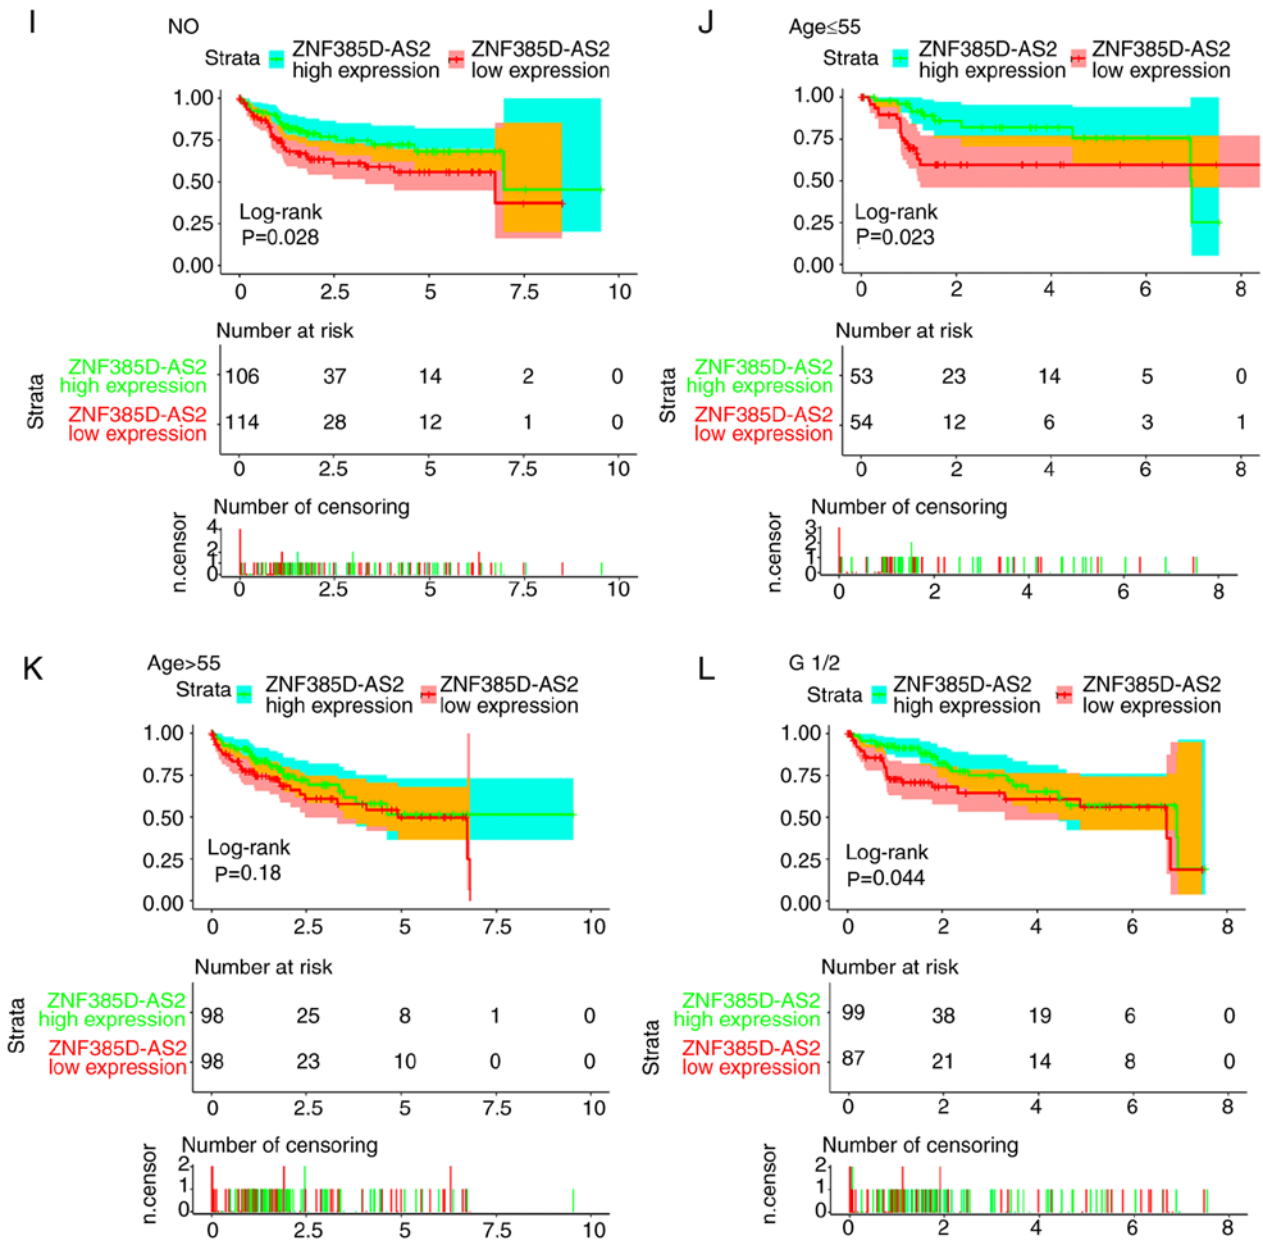 I
NO
Strata
ZNF385D-AS2
high expression
ZNF385D-AS2
low expression
1.00
0.75
0.50
0.25
0.00
Log-rank
P=0.028
0 2.5 5 7.5 10
Number at risk
Strata
ZNF385D-AS2
high expression
106 37 14 2 0
ZNF385D-AS2
low expression
114 28 12 1 0
0 2.5 5 7.5 10
Number of censoring
n.censor
4
2
1
0
0 2.5 5 7.5 10
J
Age≤55
Strata
ZNF385D-AS2
high expression
ZNF385D-AS2
low expression
1.00
0.75
0.50
0.25
0.00
Log-rank
P=0.023
0 2 4 6 8
Number at risk
Strata
ZNF385D-AS2
high expression
53 23 14 5 0
ZNF385D-AS2
low expression
54 12 6 3 1
0 2 4 6 8
Number of censoring
n.censor
3
2
1
0
0 2 4 6 8
K
Age>55
Strata
ZNF385D-AS2
high expression
ZNF385D-AS2
low expression
1.00
0.75
0.50
0.25
0.00
Log-rank
P=0.18
0 2.5 5 7.5 10
Number at risk
Strata
ZNF385D-AS2
high expression
98 25 8 1 0
ZNF385D-AS2
low expression
98 23 10 0 0
0 2.5 5 7.5 10
Number of censoring
n.censor
2
1
0
0 2.5 5 7.5 10
L
G 1/2
Strata
ZNF385D-AS2
high expression
ZNF385D-AS2
low expression
1.00
0.75
0.50
0.25
0.00
Log-rank
P=0.044
0 2 4 6 8
Number at risk
Strata
ZNF385D-AS2
high expression
99 38 19 6 0
ZNF385D-AS2
low expression
87 21 14 8 0
0 2 4 6 8
Number of censoring
n.censor
2
1
0
0 2 4 6 8